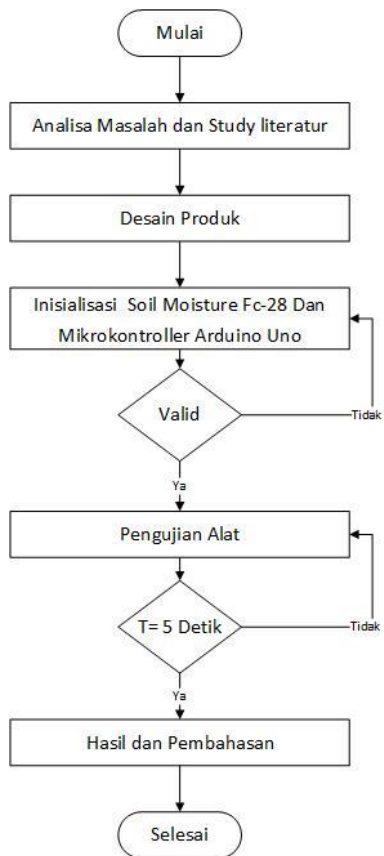 Mulai
Analisa Masalah dan Study literatur
Desain Produk
Inisialisasi Soil Moisture Fc-28 Dan
Mikrokontroller Arduino Uno
Valid
Tidak
Ya
Pengujian Alat
T= 5 Detik
Tidak
Ya
Hasil dan Pembahasan
Selesai